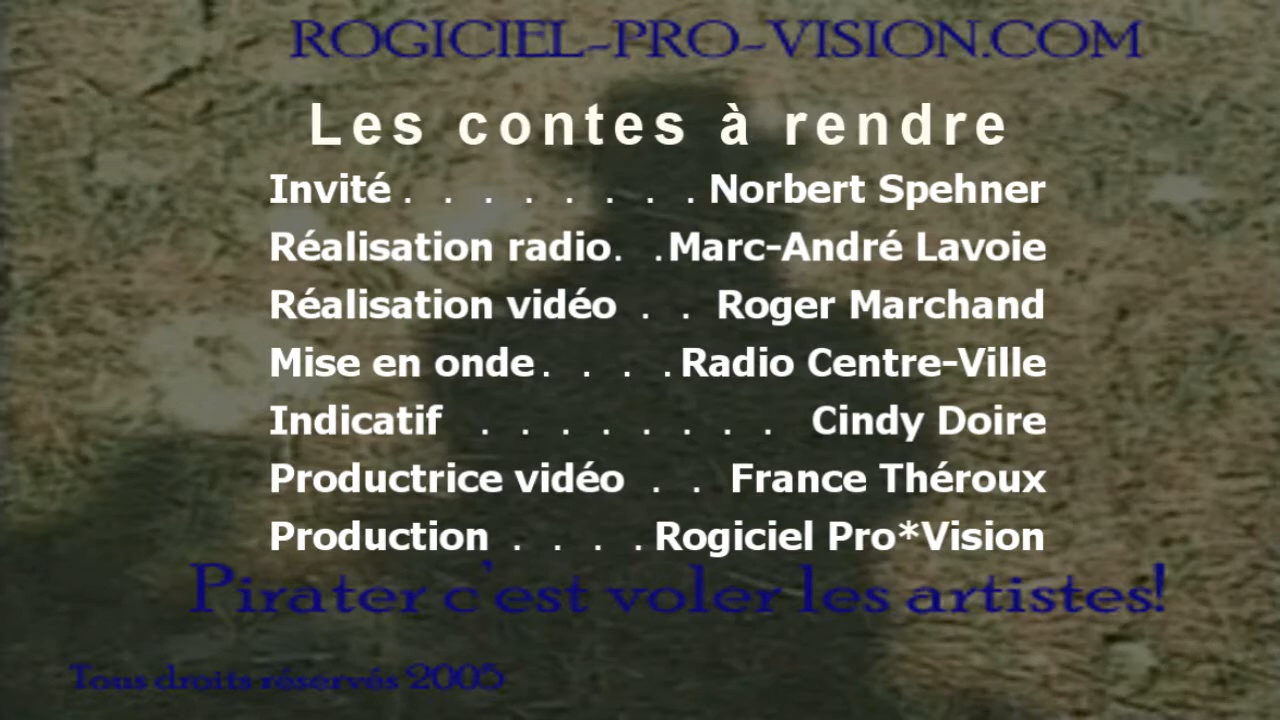 ROGICIEL-PRO-VISION.COM
Les contes à rendre
Invité . . . . . . . . Norbert Spehner
Réalisation radio. . Marc-André Lavoie
Réalisation vidéo . . Roger Marchand
Mise en onde. . . . Radio Centre-Ville
Indicatif . . . . . . . . Cindy Doire
Productrice vidéo . . France Théroux
Production . . . . Rogiciel Pro*Vision
Pirater c'est voler les artistes!
Tous droits réservés 2005